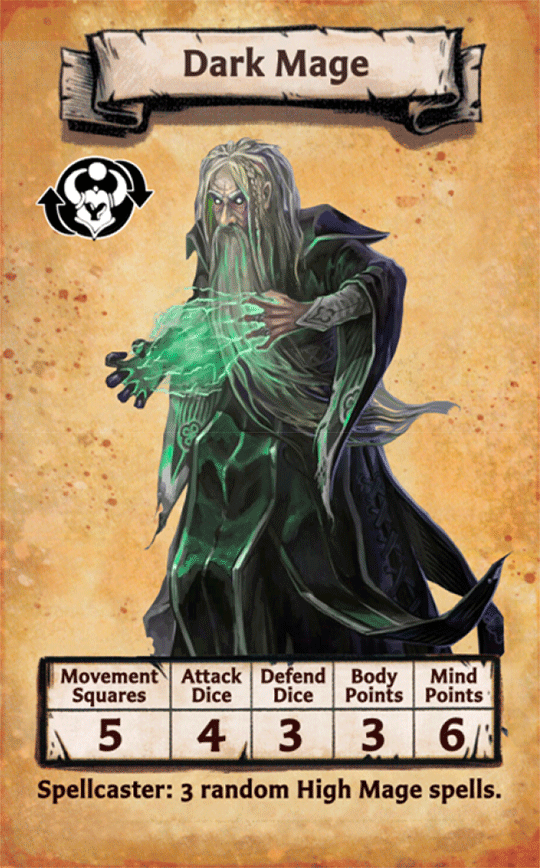 Dark Mage
Movement Squares Attack Dice Defend Dice Body Points Mind Points
5 4 3 3 6
Spellcaster: 3 random High Mage spells.